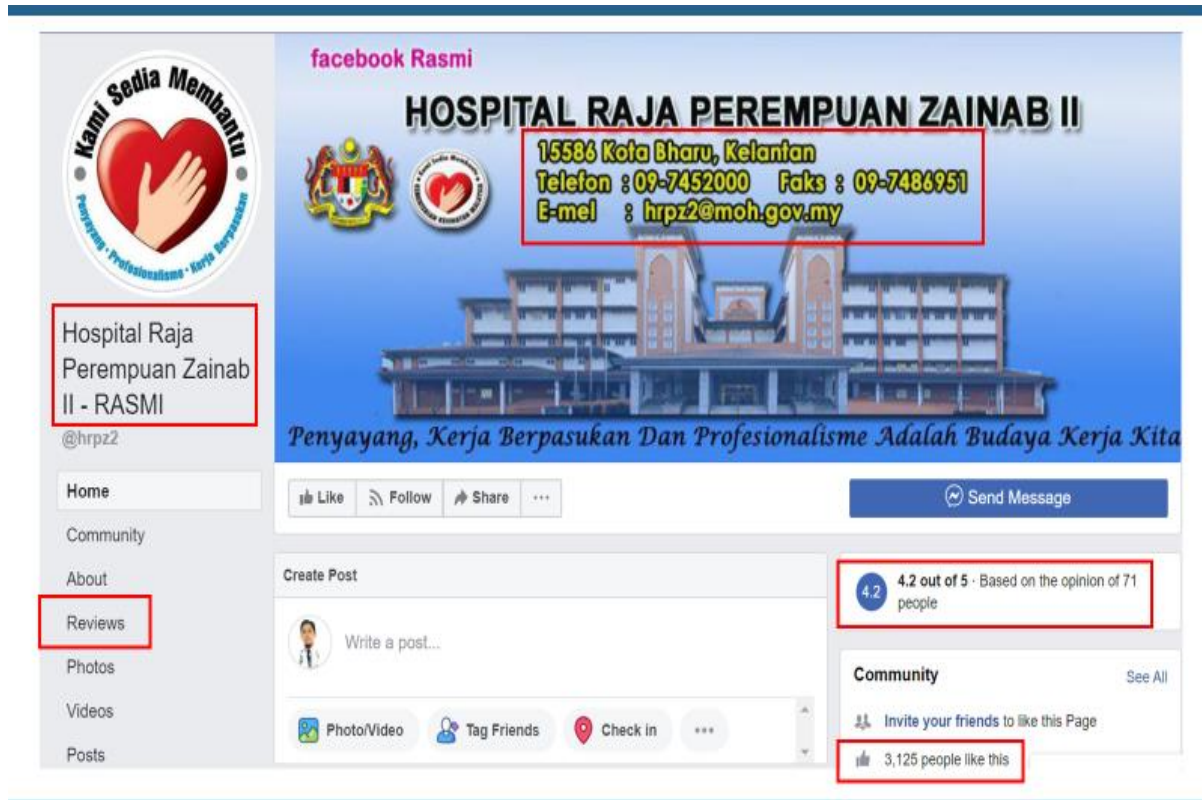 Kami Sedia Membantu
Penyayang · Profesionalisme · Kerja Berpasukan
facebook Rasmi
HOSPITAL RAJA PEREMPUAN ZAINAB II
15586 Kota Bharu, Kelantan
Telefon : 09-7452000 Faks : 09-7486951
E-mel : hrpz2@moh.gov.my
Penyayang, Kerja Berpasukan Dan Profesionalisme Adalah Budaya Kerja Kita
Hospital Raja
Perempuan Zainab
II - RASMI
@hrpz2
Home
Community
About
Reviews
Photos
Videos
Posts
Like Follow Share ...
Send Message
Create Post
Write a post...
Photo/Video Tag Friends Check in ...
4.2
4.2 out of 5 · Based on the opinion of 71
people
Community See All
Invite your friends to like this Page
3,125 people like this